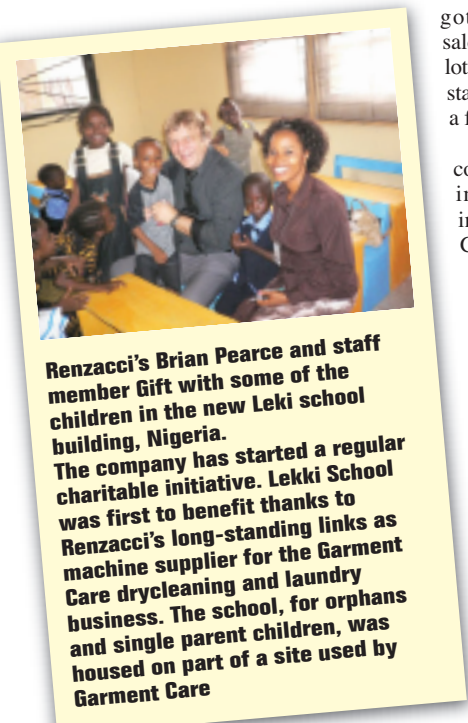 Renzacci's Brian Pearce and staff
member Gift with some of the
children in the new Leki school
building, Nigeria.
The company has started a regular
charitable initiative. Lekki School
was first to benefit thanks to
Renzacci's long-standing links as
machine supplier for the Garment
Care drycleaning and laundry
business. The school, for orphans
and single parent children, was
housed on part of a site used by
Garment Care
got
a f